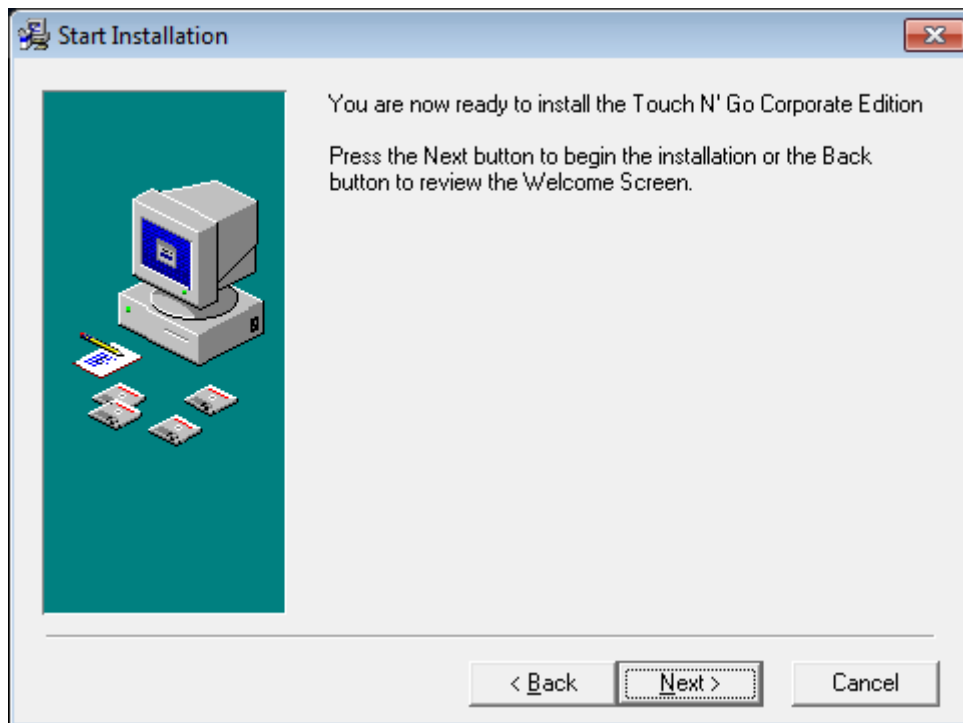 Start Installation
You are now ready to install the Touch N' Go Corporate Edition
Press the Next button to begin the installation or the Back
button to review the Welcome Screen.
< Back
Next >
Cancel